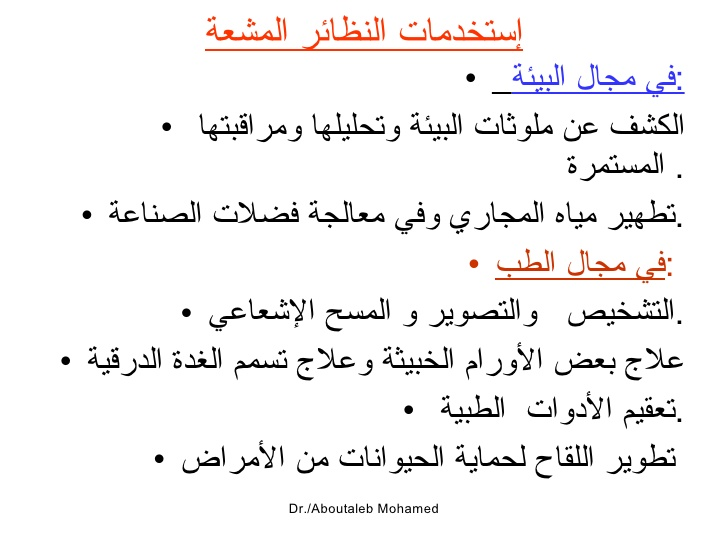 إستخدمات النظائر المشعة
• في مجال البيئة:
• الكشف عن ملوثات البيئة وتحليلها ومراقبتها
المستمرة .
• تطهير مياه المجاري وفي معالجة فضلات الصناعة.
• في مجال الطب:
• التشخيص والتصوير و المسح الإشعاعي.
• علاج بعض الأورام الخبيثة وعلاج تسمم الغدة الدرقية
• تعقيم الأدوات الطبية.
• تطوير اللقاح لحماية الحيوانات من الأمراض
Dr./Aboutaleb Mohamed